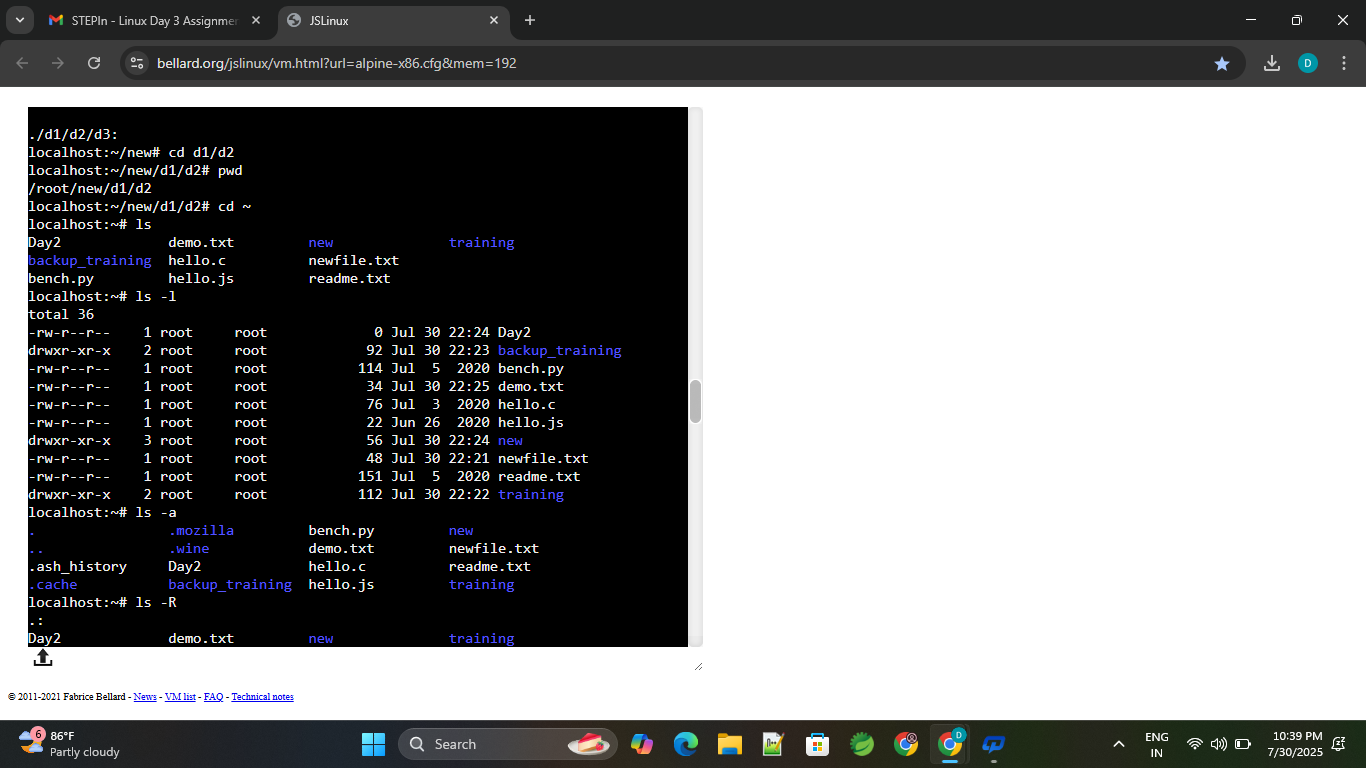 STEPIn - Linux Day 3 Assignmer
JSLinux
bellard.org/jslinux/vm.html?url=alpine-x86.cfg&mem=192
D
./d1/d2/d3:
localhost:~/new# cd d1/d2
localhost:~/new/d1/d2# pwd
/root/new/d1/d2
localhost:~/new/d1/d2# cd ~
localhost:~# ls
Day2             demo.txt         new              training
backup_training  hello.c          newfile.txt
bench.py         hello.js         readme.txt
localhost:~# ls -l
total 36
-rw-r--r--    1 root     root             0 Jul 30 22:24 Day2
drwxr-xr-x    2 root     root            92 Jul 30 22:23 backup_training
-rw-r--r--    1 root     root           114 Jul  5  2020 bench.py
-rw-r--r--    1 root     root            34 Jul 30 22:25 demo.txt
-rw-r--r--    1 root     root            76 Jul  3  2020 hello.c
-rw-r--r--    1 root     root            22 Jun 26  2020 hello.js
drwxr-xr-x    3 root     root            56 Jul 30 22:24 new
-rw-r--r--    1 root     root            48 Jul 30 22:21 newfile.txt
-rw-r--r--    1 root     root           151 Jul  5  2020 readme.txt
drwxr-xr-x    2 root     root           112 Jul 30 22:22 training
localhost:~# ls -a
.                .mozilla         bench.py         new
..               .wine            demo.txt         newfile.txt
.ash_history     Day2             hello.c          readme.txt
.cache           backup_training  hello.js         training
localhost:~# ls -R
.:
Day2             demo.txt         new              training
© 2011-2021 Fabrice Bellard - News - VM list - FAQ - Technical notes
6
86°F
Partly cloudy
Search
D
ENG
IN
10:39 PM
7/30/2025